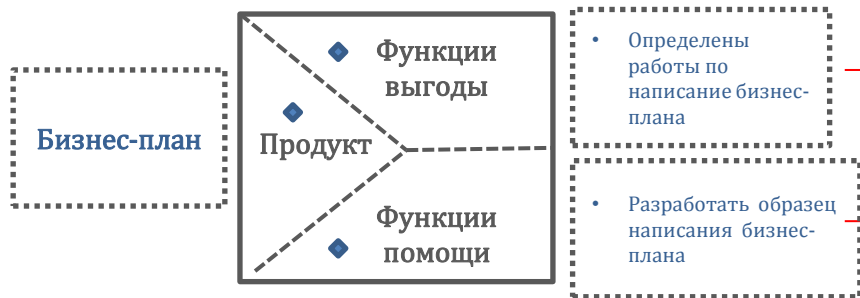 Бизнес-план
Функции
выгоды
Продукт
Функции
помощи
• Определены
работы по
написание бизнес-
плана
• Разработать образец
написания бизнес-
плана